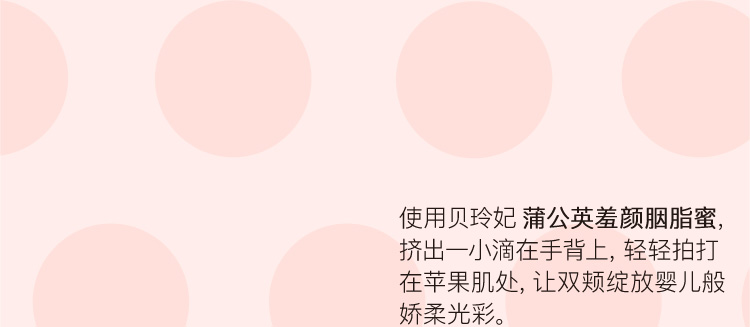 使用贝玲妃 蒲公英羞颜胭脂蜜,
挤出一小滴在手背上, 轻轻拍打
在苹果肌处, 让双颊绽放婴儿般
娇柔光彩。